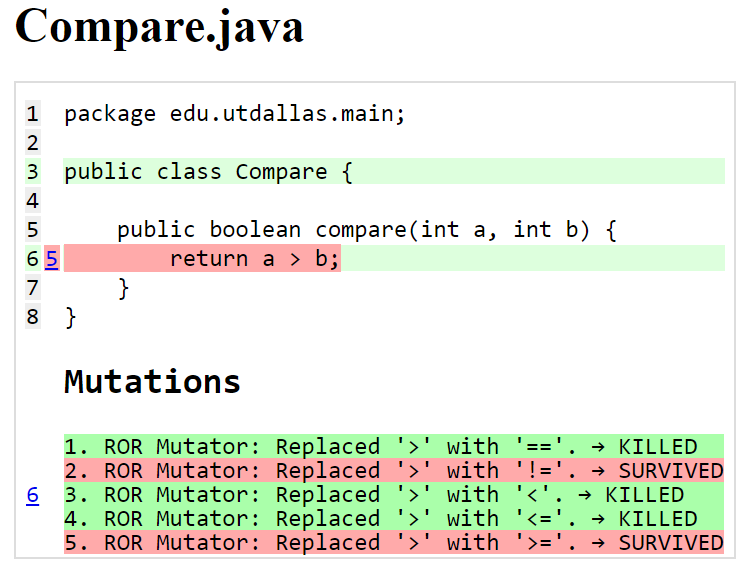 Compare.java
1 package edu.utdallas.main;
2
3 public class Compare {
4
5     public boolean compare(int a, int b) {
6 5         return a > b;
7     }
8 }
Mutations
1. ROR Mutator: Replaced '>' with '=='. → KILLED
2. ROR Mutator: Replaced '>' with '!='. → SURVIVED
6 3. ROR Mutator: Replaced '>' with '<'. → KILLED
4. ROR Mutator: Replaced '>' with '<='. → KILLED
5. ROR Mutator: Replaced '>' with '>='. → SURVIVED